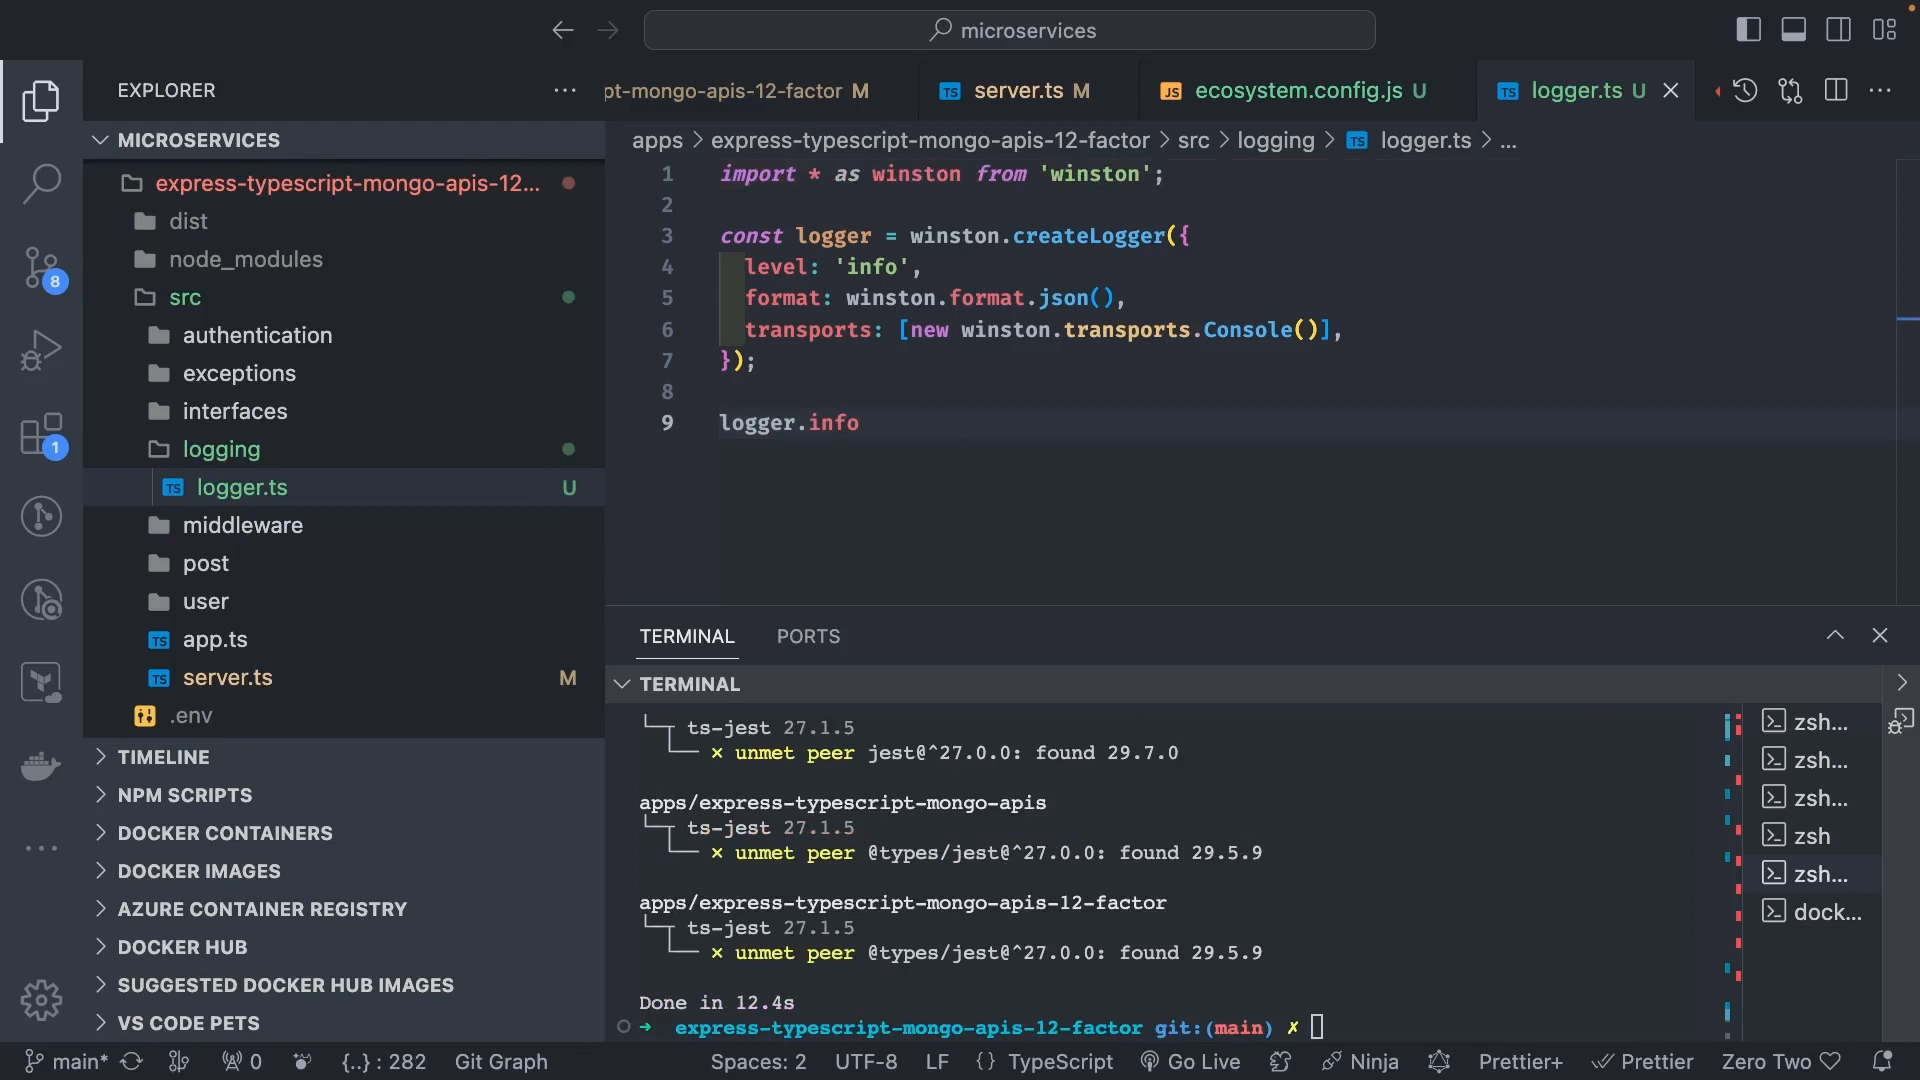 microservices
EXPLORER
pt-mongo-apis-12-factor M
TS server.ts M
JS ecosystem.config.js U
TS logger.ts U
MICROSERVICES
apps > express-typescript-mongo-apis-12-factor > src > logging > TS logger.ts > ...
express-typescript-mongo-apis-12...
dist
node_modules
src
authentication
exceptions
interfaces
logging
TS logger.ts U
middleware
post
user
TS app.ts
TS server.ts M
.env
8
1
TIMELINE
NPM SCRIPTS
DOCKER CONTAINERS
DOCKER IMAGES
AZURE CONTAINER REGISTRY
DOCKER HUB
SUGGESTED DOCKER HUB IMAGES
VS CODE PETS
1 import * as winston from 'winston';
2
3 const logger = winston.createLogger({
4 level: 'info',
5 format: winston.format.json(),
6 transports: [new winston.transports.Console()],
7 });
8
9 logger.info
TERMINAL PORTS
TERMINAL
└─┬ ts-jest 27.1.5
└── × unmet peer jest@^27.0.0: found 29.7.0
apps/express-typescript-mongo-apis
└─┬ ts-jest 27.1.5
└── × unmet peer @types/jest@^27.0.0: found 29.5.9
apps/express-typescript-mongo-apis-12-factor
└─┬ ts-jest 27.1.5
└── × unmet peer @types/jest@^27.0.0: found 29.5.9
Done in 12.4s
➜ express-typescript-mongo-apis-12-factor git:(main) ✗
zsh...
zsh...
zsh...
zsh
zsh...
dock...
main* 0 {..} : 282 Git Graph Spaces: 2 UTF-8 LF {} TypeScript Go Live Ninja Prettier+ Prettier Zero Two